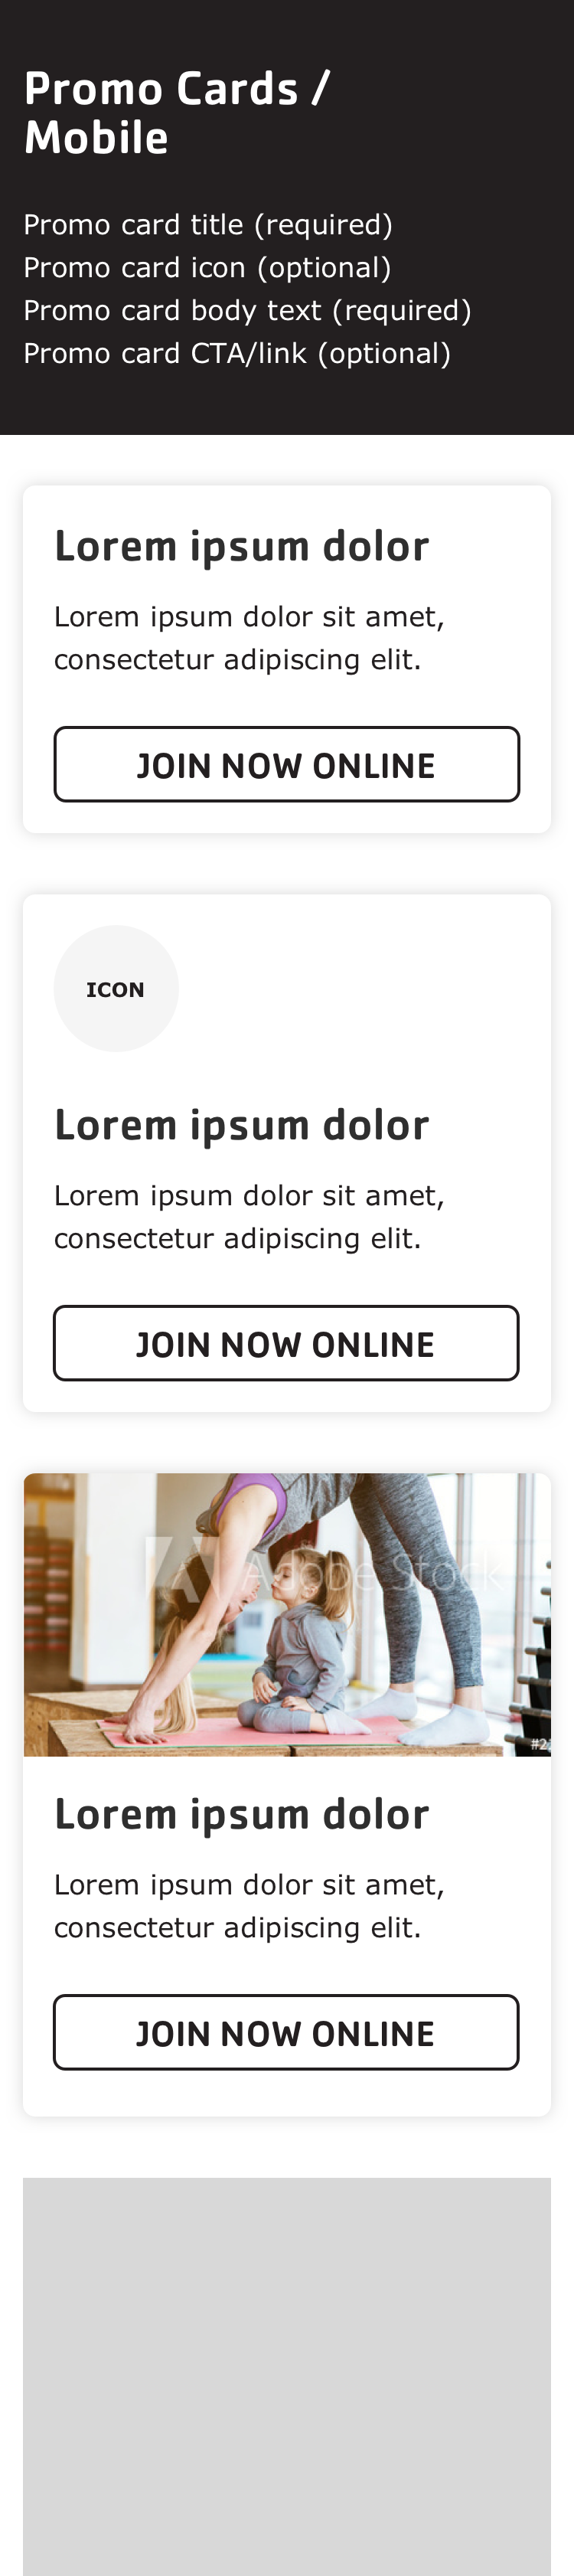 Promo Cards /
Mobile
Promo card title (required)
Promo card icon (optional)
Promo card body text (required)
Promo card CTA/link (optional)
Lorem ipsum dolor
Lorem ipsum dolor sit amet,
consectetur adipiscing elit.
JOIN NOW ONLINE
ICON
Lorem ipsum dolor
Lorem ipsum dolor sit amet,
consectetur adipiscing elit.
JOIN NOW ONLINE
Adobe Stock
Lorem ipsum dolor
Lorem ipsum dolor sit amet,
consectetur adipiscing elit.
JOIN NOW ONLINE